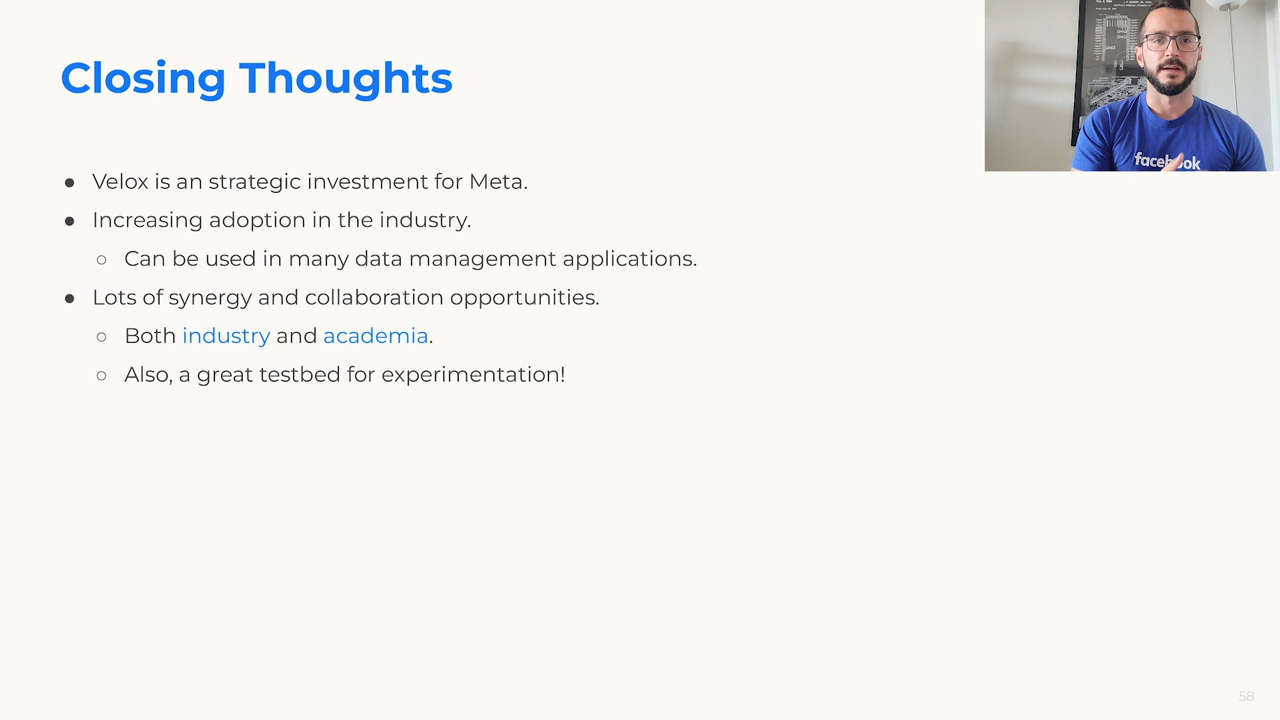 Closing Thoughts
● Velox is an strategic investment for Meta.
● Increasing adoption in the industry.
○ Can be used in many data management applications.
● Lots of synergy and collaboration opportunities.
○ Both industry and academia.
○ Also, a great testbed for experimentation!
facebook
58